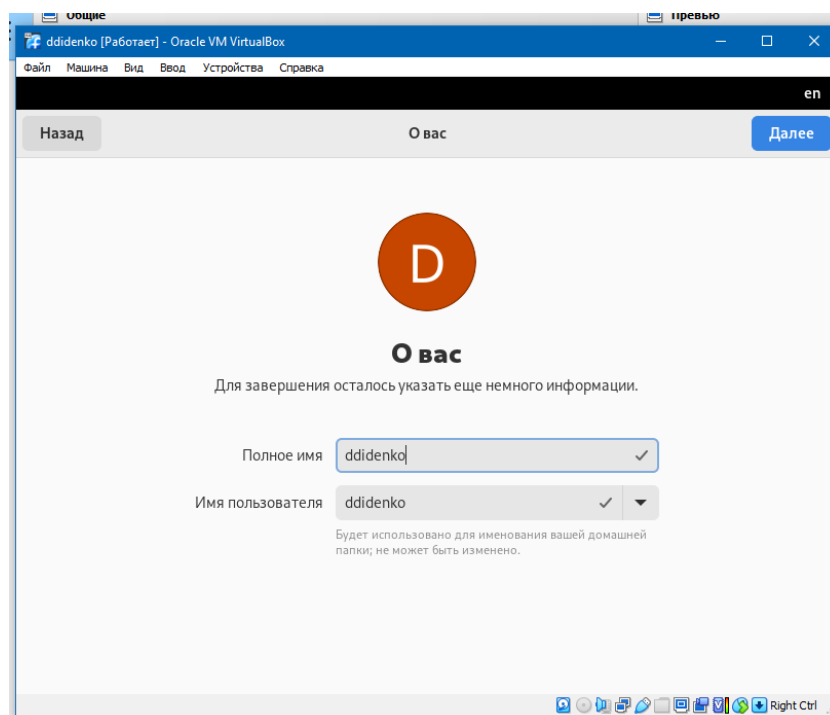 Общие
Превью
ddidenko [Работает] - Oracle VM VirtualBox
Файл Машина Вид Ввод Устройства Справка
en
Назад
О вас
Далее
D
О вас
Для завершения осталось указать еще немного информации.
Полное имя ddidenko
Имя пользователя ddidenko
Будет использовано для именования вашей домашней
папки; не может быть изменено.
Right Ctrl